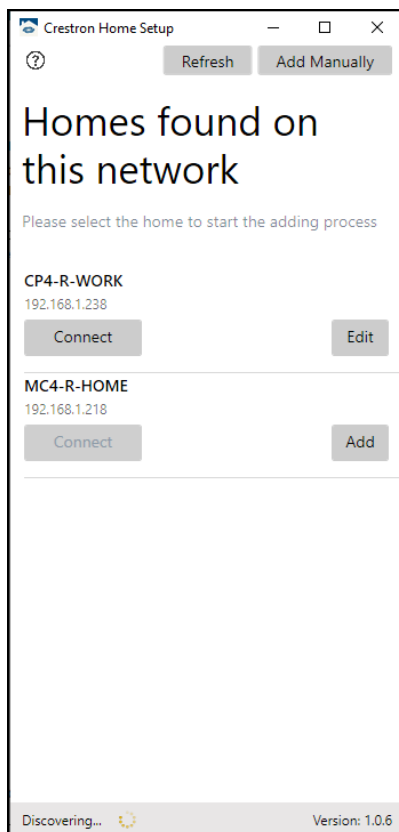 Crestron Home Setup
? Refresh Add Manually
Homes found on
this network
Please select the home to start the adding process
CP4-R-WORK
192.168.1.238
Connect Edit
MC4-R-HOME
192.168.1.218
Connect Add
Discovering... Version: 1.0.6